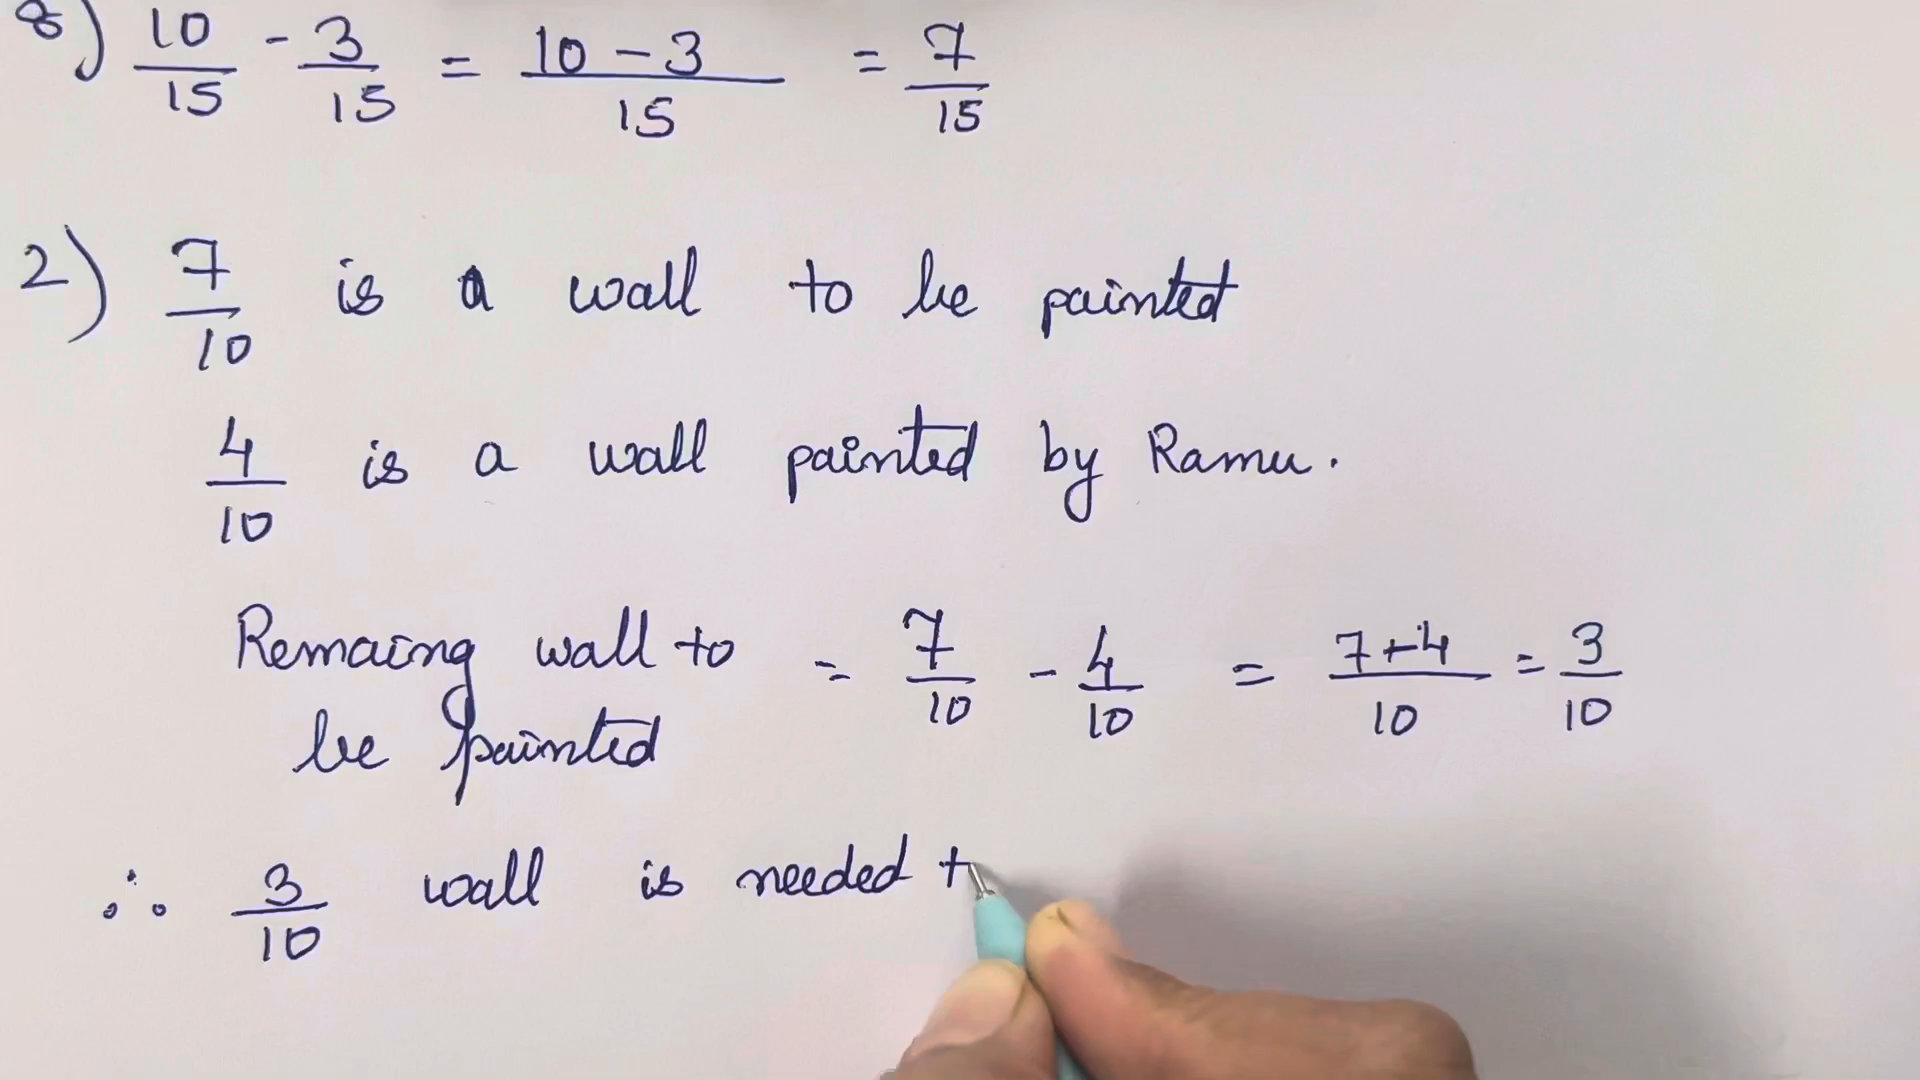 8) 10/15 - 3/15 = 10 - 3/15 = 7/15
2) 7/10 is a wall to be painted
4/10 is a wall painted by Ramu.
Remaing wall to = 7/10 - 4/10 = 7+4/10 = 3/10
be painted
∴ 3/10 wall is needed t